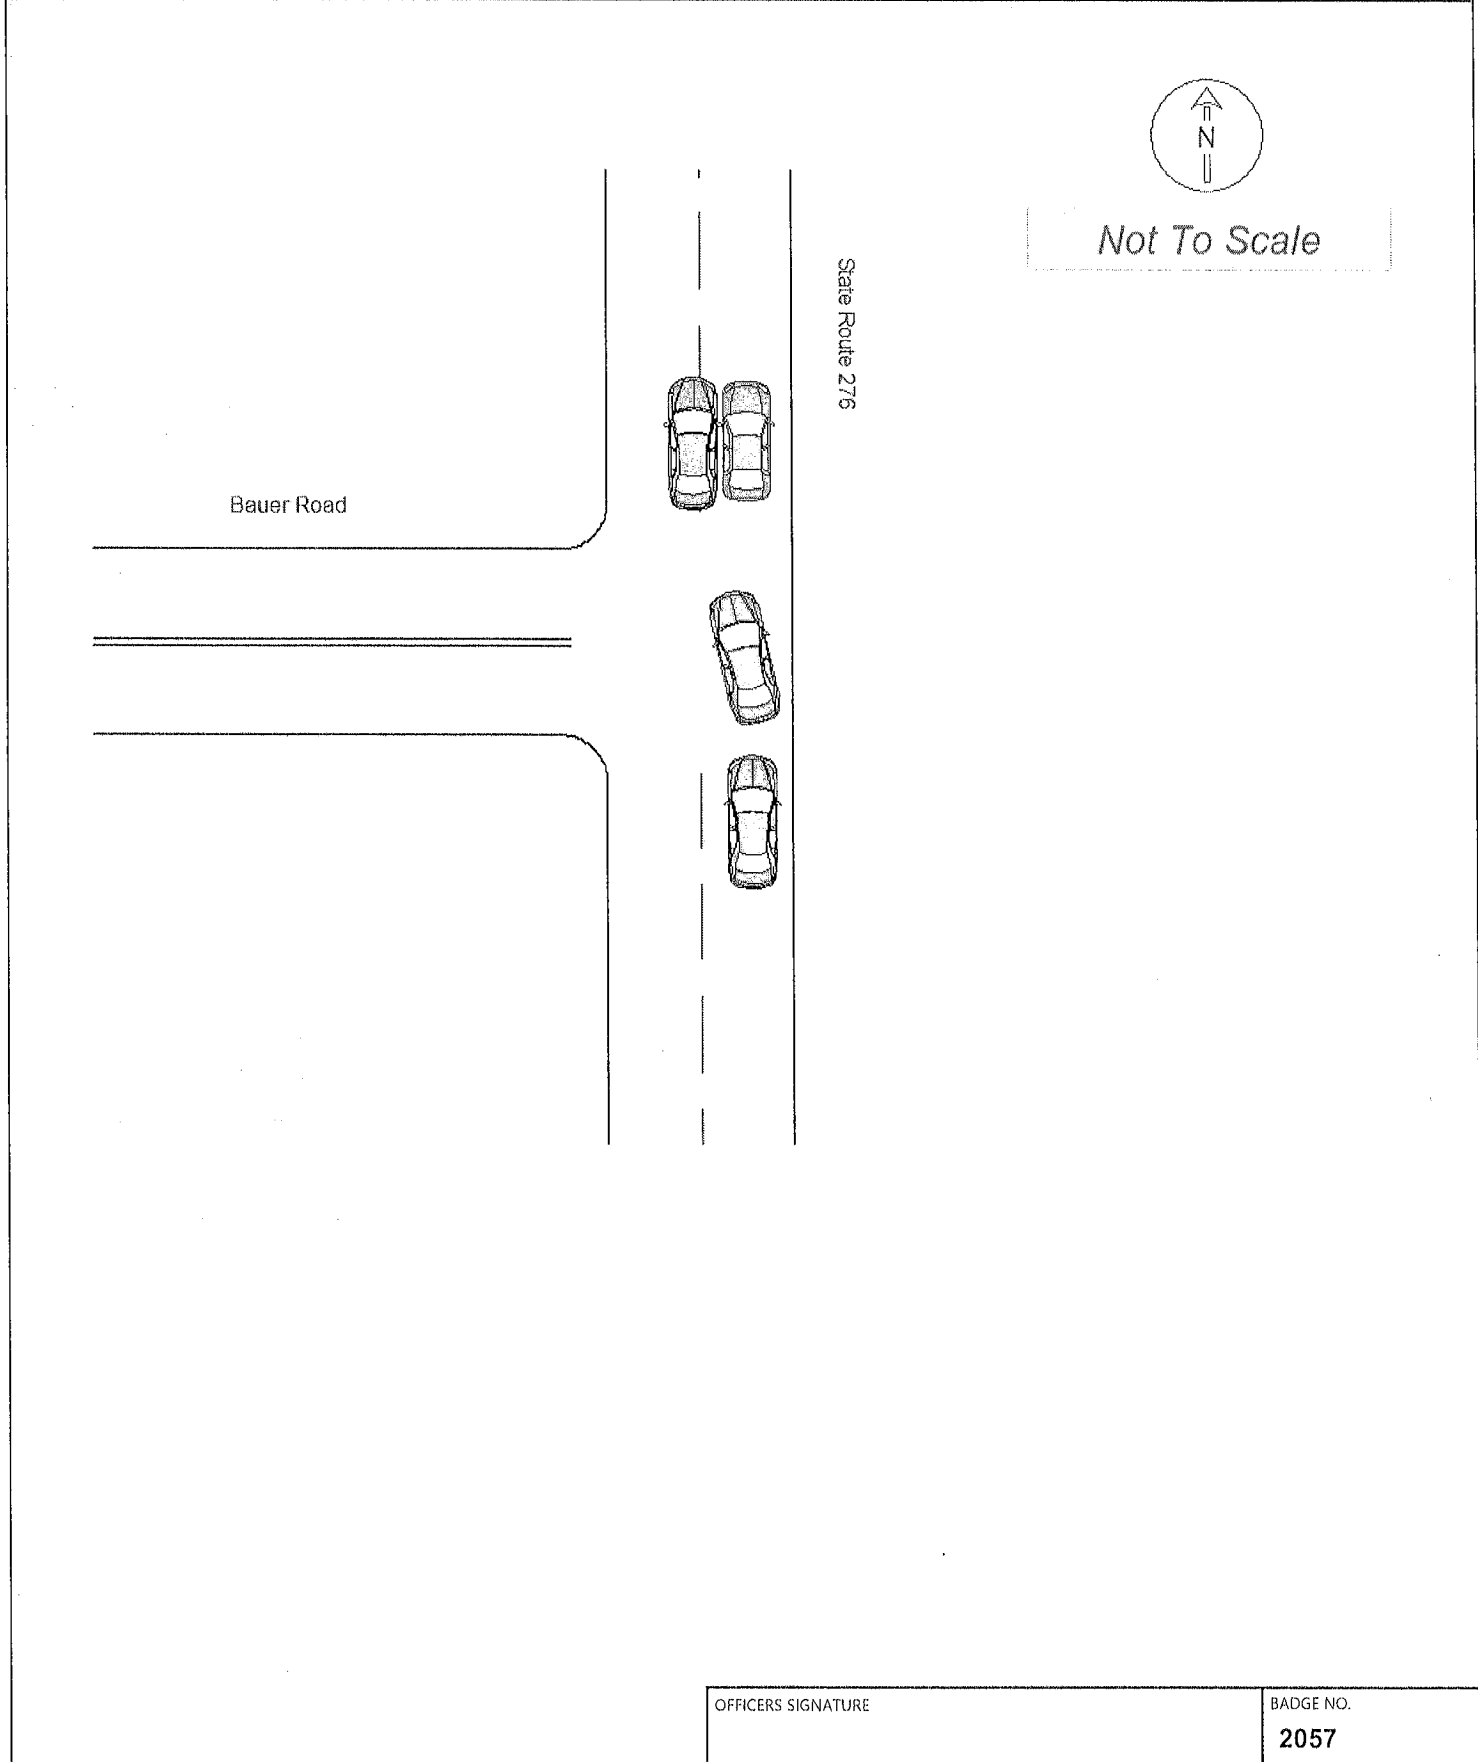 N
Not To Scale
State Route 276
Bauer Road
OFFICERS SIGNATURE
BADGE NO.
2057